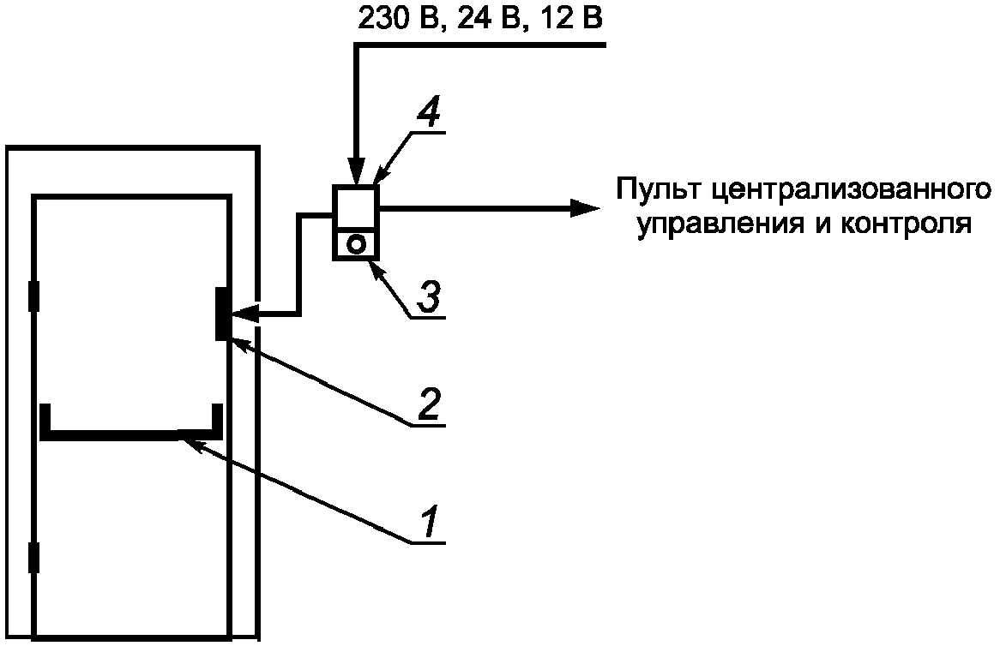 230 В, 24 В, 12 В
4
Пульт централизованного
управления и контроля
3
2
1